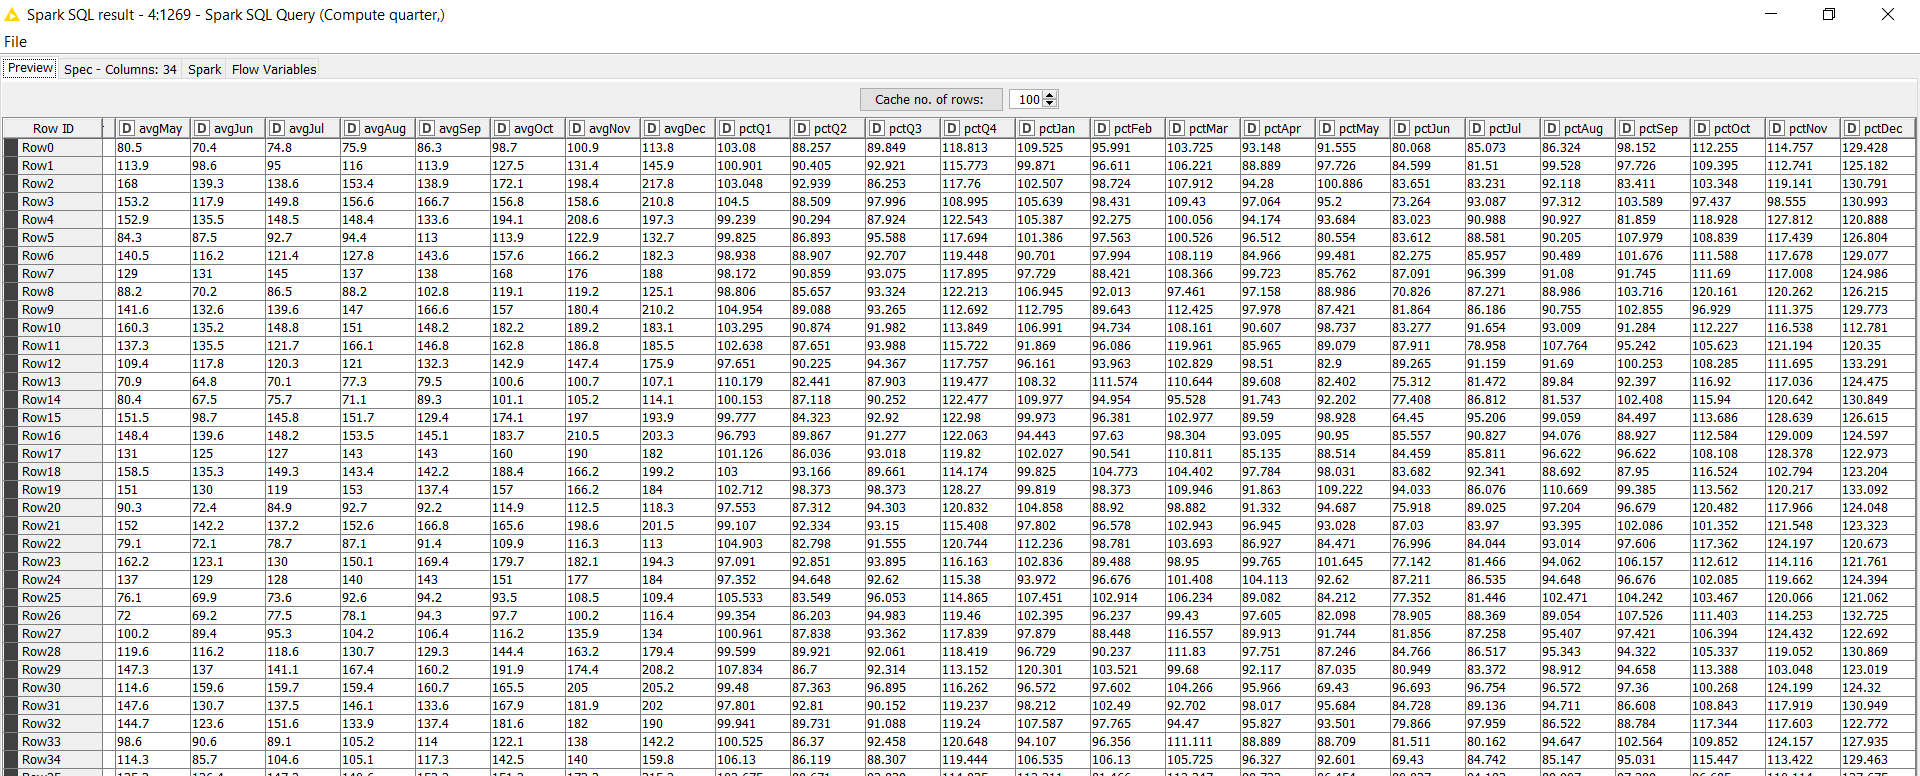 Spark SQL result - 4:1269 - Spark SQL Query (Compute quarter,)
File
Preview Spec - Columns: 34 Spark Flow Variables
Cache no. of rows: 100
Row ID D avgMay D avgJun D avgJul D avgAug D avgSep D avgOct D avgNov D avgDec D pctQ1 D pctQ2 D pctQ3 D pctQ4 D pctJan D pctFeb D pctMar D pctApr D pctMay D pctJun D pctJul D pctAug D pctSep D pctOct D pctNov D pctDec
Row0 80.5 70.4 74.8 75.9 86.3 98.7 100.9 113.8 103.08 88.257 89.849 118.813 109.525 95.991 103.725 93.148 91.555 80.068 85.073 86.324 98.152 112.255 114.757 129.428
Row1 113.9 98.6 95 116 113.9 127.5 131.4 145.9 100.901 90.405 92.921 115.773 99.871 96.611 106.221 88.889 97.726 84.599 81.51 99.528 97.726 109.395 112.741 125.182
Row2 168 139.3 138.6 153.4 138.9 172.1 198.4 217.8 103.048 92.939 86.253 117.76 102.507 98.724 107.912 94.28 100.886 83.651 83.231 92.118 83.411 103.348 119.141 130.791
Row3 153.2 117.9 149.8 156.6 166.7 156.8 158.6 210.8 104.5 88.509 97.996 108.995 105.639 98.431 109.43 97.064 95.2 73.264 93.087 97.312 103.589 97.437 98.555 130.993
Row4 152.9 135.5 148.5 148.4 133.6 194.1 208.6 197.3 99.239 90.294 87.924 122.543 105.387 92.275 100.056 94.174 93.684 83.023 90.988 90.927 81.859 118.928 127.812 120.888
Row5 84.3 87.5 92.7 94.4 113 113.9 122.9 132.7 99.825 86.893 95.588 117.694 101.386 97.563 100.526 96.512 80.554 83.612 88.581 90.205 107.979 108.839 117.439 126.804
Row6 140.5 116.2 121.4 127.8 143.6 157.6 166.2 182.3 98.938 88.907 92.707 119.448 90.701 97.994 108.119 84.966 99.481 82.275 85.957 90.489 101.676 111.588 117.678 129.077
Row7 129 131 145 137 138 168 176 188 98.172 90.859 93.075 117.895 97.729 88.421 108.366 99.723 85.762 87.091 96.399 91.08 91.745 111.69 117.008 124.986
Row8 88.2 70.2 86.5 88.2 102.8 119.1 119.2 125.1 98.806 85.657 93.324 122.213 106.945 92.013 97.461 97.158 88.986 70.826 87.271 88.986 103.716 120.161 120.262 126.215
Row9 141.6 132.6 139.6 147 166.6 157 180.4 210.2 104.954 89.088 93.265 112.692 112.795 89.643 112.425 97.978 87.421 81.864 86.186 90.755 102.855 96.929 111.375 129.773
Row10 160.3 135.2 148.8 151 148.2 182.2 189.2 183.1 103.295 90.874 91.982 113.849 106.991 94.734 108.161 90.607 98.737 83.277 91.654 93.009 91.284 112.227 116.538 112.781
Row11 137.3 135.5 121.7 166.1 146.8 162.8 186.8 185.5 102.638 87.651 93.988 115.722 91.869 96.086 119.961 85.965 89.079 87.911 78.958 107.764 95.242 105.623 121.194 120.35
Row12 109.4 117.8 120.3 121 132.3 142.9 147.4 175.9 97.651 90.225 94.367 117.757 96.161 93.963 102.829 98.51 82.9 89.265 91.159 91.69 100.253 108.285 111.695 133.291
Row13 70.9 64.8 70.1 77.3 79.5 100.6 100.7 107.1 110.179 82.441 87.903 119.477 108.32 111.574 110.644 89.608 82.402 75.312 81.472 89.84 92.397 116.92 117.036 124.475
Row14 80.4 67.5 75.7 71.1 89.3 101.1 105.2 114.1 100.153 87.118 90.252 122.477 109.977 94.954 95.528 91.743 92.202 77.408 86.812 81.537 102.408 115.94 120.642 130.849
Row15 151.5 98.7 145.8 151.7 129.4 174.1 197 193.9 99.777 84.323 92.92 122.98 99.973 96.381 102.977 89.59 98.928 64.45 95.206 99.059 84.497 113.686 128.639 126.615
Row16 148.4 139.6 148.2 153.5 145.1 183.7 210.5 203.3 96.793 89.867 91.277 122.063 94.443 97.63 98.304 93.095 90.95 85.557 90.827 94.076 88.927 112.584 129.009 124.597
Row17 131 125 127 143 143 160 190 182 101.126 86.036 93.018 119.82 102.027 90.541 110.811 85.135 88.514 84.459 85.811 96.622 96.622 108.108 128.378 122.973
Row18 158.5 135.3 149.3 143.4 142.2 188.4 166.2 199.2 103 93.166 89.661 114.174 99.825 104.773 104.402 97.784 98.031 83.682 92.341 88.692 87.95 116.524 102.794 123.204
Row19 151 130 119 153 137.4 157 166.2 184 102.712 98.373 98.373 128.27 99.819 98.373 109.946 91.863 109.222 94.033 86.076 110.669 99.385 113.562 120.217 133.092
Row20 90.3 72.4 84.9 92.7 92.2 114.9 112.5 118.3 97.553 87.312 94.303 120.832 104.858 88.92 98.882 91.332 94.687 75.918 89.025 97.204 96.679 120.482 117.966 124.048
Row21 152 142.2 137.2 152.6 166.8 165.6 198.6 201.5 99.107 92.334 93.15 115.408 97.802 96.578 102.943 96.945 93.028 87.03 83.97 93.395 102.086 101.352 121.548 123.323
Row22 79.1 72.1 78.7 87.1 91.4 109.9 116.3 113 104.903 82.798 91.555 120.744 112.236 98.781 103.693 86.927 84.471 76.996 84.044 93.014 97.606 117.362 124.197 120.673
Row23 162.2 123.1 130 150.1 169.4 179.7 182.1 194.3 97.091 92.851 93.895 116.163 102.836 89.488 98.95 99.765 101.645 77.142 81.466 94.062 106.157 112.612 114.116 121.761
Row24 137 129 128 140 143 151 177 184 97.352 94.648 92.62 115.38 93.972 96.676 101.408 104.113 92.62 87.211 86.535 94.648 96.676 102.085 119.662 124.394
Row25 76.1 69.9 73.6 92.6 94.2 93.5 108.5 109.4 105.533 83.549 96.053 114.865 107.451 102.914 106.234 89.082 84.212 77.352 81.446 102.471 104.242 103.467 120.066 121.062
Row26 72 69.2 77.5 78.1 94.3 97.7 100.2 116.4 99.354 86.203 94.983 119.46 102.395 96.237 99.43 97.605 82.098 78.905 88.369 89.054 107.526 111.403 114.253 132.725
Row27 100.2 89.4 95.3 104.2 106.4 116.2 135.9 134 100.961 87.838 93.362 117.839 97.879 88.448 116.557 89.913 91.744 81.856 87.258 95.407 97.421 106.394 124.432 122.692
Row28 119.6 116.2 118.6 130.7 129.3 144.4 163.2 179.4 99.599 89.921 92.061 118.419 96.729 90.237 111.83 97.751 87.246 84.766 86.517 95.343 94.322 105.337 119.052 130.869
Row29 147.3 137 141.1 167.4 160.2 191.9 174.4 208.2 107.834 86.7 92.314 113.152 120.301 103.521 99.68 92.117 87.035 80.949 83.372 98.912 94.658 113.388 103.048 123.019
Row30 114.6 159.6 159.7 159.4 160.7 165.5 205 205.2 99.48 87.363 96.895 116.262 96.572 97.602 104.266 95.966 69.43 96.693 96.754 96.572 97.36 100.268 124.199 124.32
Row31 147.6 130.7 137.5 146.1 133.6 167.9 181.9 202 97.801 92.81 90.152 119.237 98.212 102.49 92.702 98.017 95.684 84.728 89.136 94.711 86.608 108.843 117.919 130.949
Row32 144.7 123.6 151.6 133.9 137.4 181.6 182 190 99.941 89.731 91.088 119.24 107.587 97.765 94.47 95.827 93.501 79.866 97.959 86.522 88.784 117.344 117.603 122.772
Row33 98.6 90.6 89.1 105.2 114 122.1 138 142.2 100.525 86.37 92.458 120.648 94.107 96.356 111.111 88.889 88.709 81.511 80.162 94.647 102.564 109.852 124.157 127.935
Row34 114.3 85.7 104.6 105.1 117.3 142.5 140 159.8 106.13 86.119 88.307 119.444 106.535 106.13 105.725 96.327 92.601 69.43 84.742 85.147 95.031 115.447 113.422 129.463